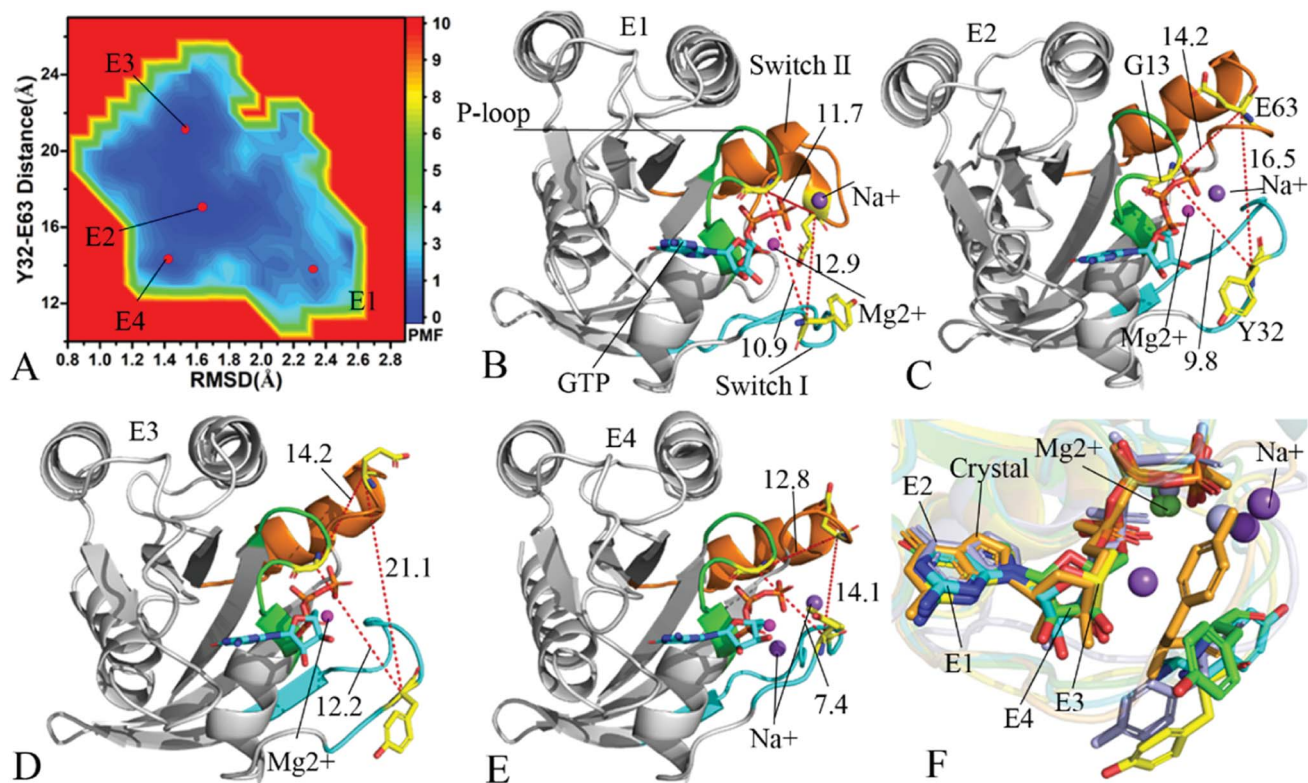 Y32-E63 Distance(Å)
24
20
16
12
E3
E2
E4
E1
0.8 1.0 1.2 1.4 1.6 1.8 2.0 2.2 2.4 2.6 2.8
RMSD(Å)
10
9
8
6
5
4
3
1
0
PMF
A
E1
Switch II
P-loop
11.7
Na+
12.9
Mg2+
10.9
GTP
Switch I
B
E2
14.2
G13
E63
16.5
Na+
Mg2+
Y32
9.8
C
E3
14.2
21.1
12.2
Mg2+
D
E4
12.8
14.1
7.4
Na+
E
Mg2+
Na+
Crystal
E2
E1
E4
E3
F